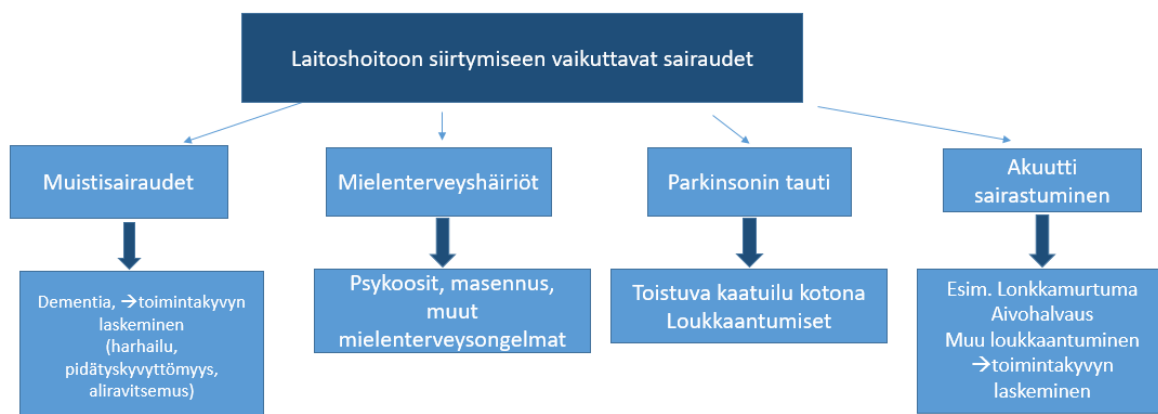 Laitoshoitoon siirtymiseen vaikuttavat sairaudet
Muistisairaudet
Mielenterveyshäiriöt
Parkinsonin tauti
Akuutti
sairastuminen
Dementia, →toimintakyvyn
laskeminen
(harhailu,
pidätyskyvyttömyys,
aliravitsemus)
Psykoosit, masennus,
muut
mielenterveysongelmat
Toistuva kaatuilu kotona
Loukkaantumiset
Esim. Lonkkamurtuma
Aivohalvaus
Muu loukkaantuminen
→toimintakyvyn
laskeminen